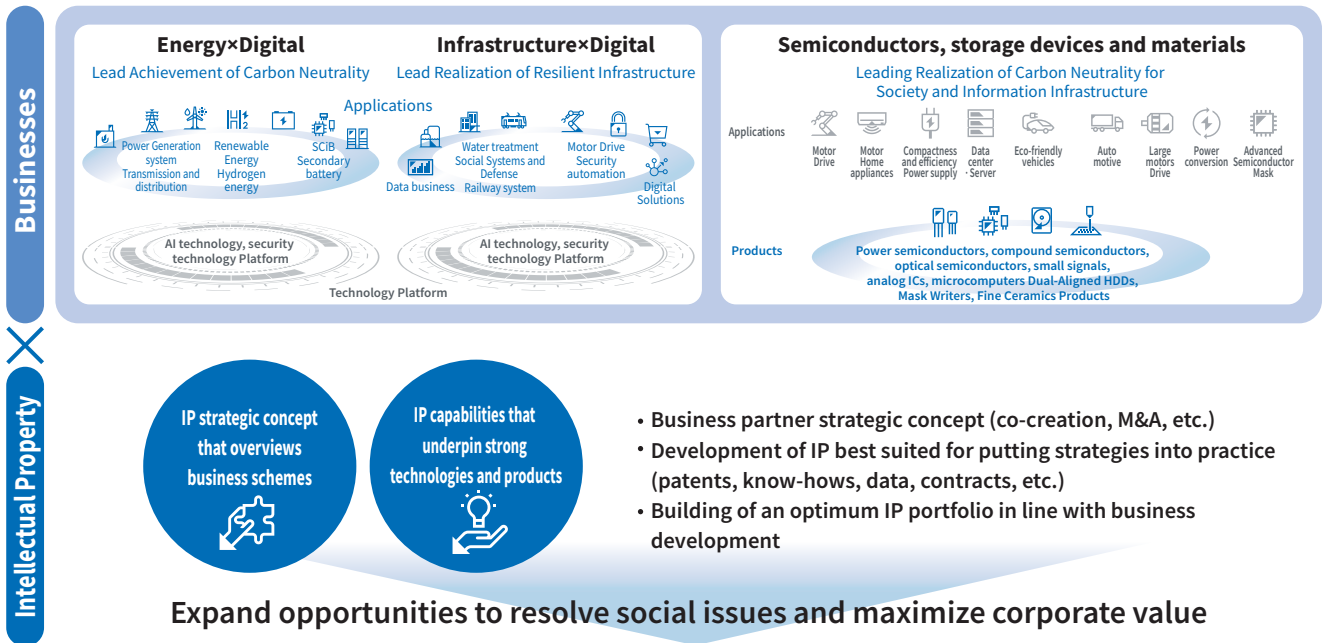 Businesses
Energy×Digital
Lead Achievement of Carbon Neutrality
Infrastructure×Digital
Lead Realization of Resilient Infrastructure
Applications
Power Generation
system
Transmission and
distribution
Renewable
Energy
Hydrogen
energy
H2
SCiB
Secondary
battery
Data business
Water treatment
Social Systems and
Defense
Railway system
Motor Drive
Security
automation
Digital
Solutions
AI technology, security
technology Platform
AI technology, security
technology Platform
Technology Platform
Semiconductors, storage devices and materials
Leading Realization of Carbon Neutrality for
Society and Information Infrastructure
Applications
Motor
Drive
Motor
Home
appliances
Compactness
and efficiency
Power supply
Data
center
· Server
Eco-friendly
vehicles
Auto
motive
Large
motors
Drive
Power
conversion
Advanced
Semiconductor
Mask
Products
Power semiconductors, compound semiconductors,
optical semiconductors, small signals,
analog ICs, microcomputers Dual-Aligned HDDs,
Mask Writers, Fine Ceramics Products
Intellectual Property
IP strategic concept
that overviews
business schemes
IP capabilities that
underpin strong
technologies and products
• Business partner strategic concept (co-creation, M&A, etc.)
• Development of IP best suited for putting strategies into practice
(patents, know-hows, data, contracts, etc.)
• Building of an optimum IP portfolio in line with business
development
Expand opportunities to resolve social issues and maximize corporate value